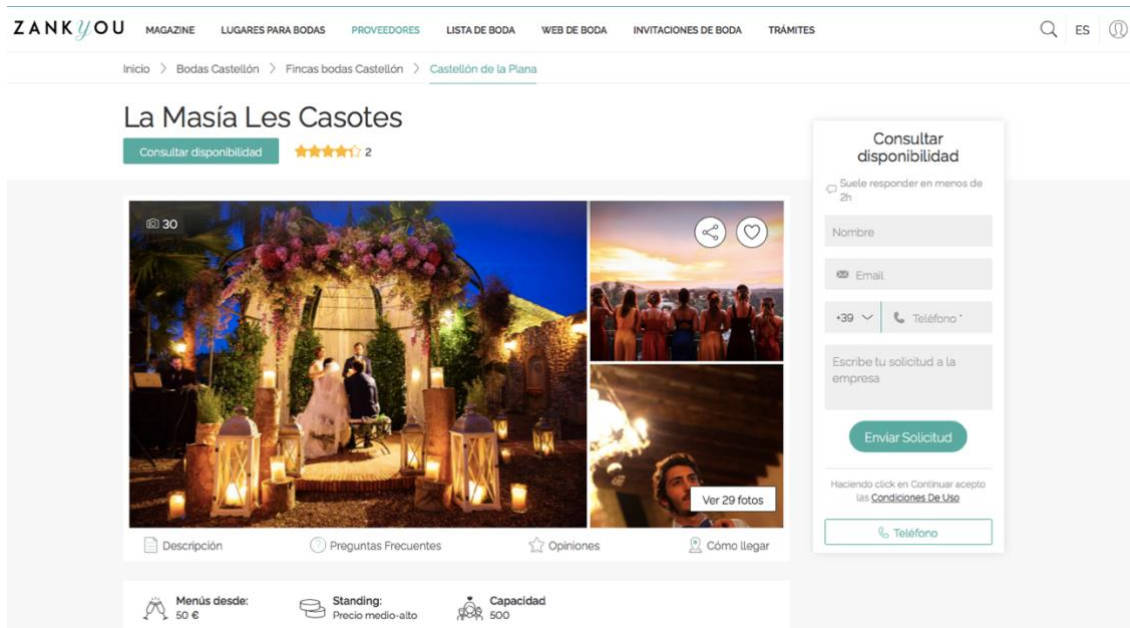 ZANKYOU MAGAZINE LUGARES PARA BODAS PROVEEDORES LISTA DE BODA WEB DE BODA INVITACIONES DE BODA TRÁMITES ES
Inicio > Bodas Castellón > Fincas bodas Castellón > Castellón de la Plana
La Masía Les Casotes
Consultar disponibilidad 2
30
Ver 29 fotos
Descripción Preguntas Frecuentes Opiniones Cómo llegar
Menús desde: Standing: Capacidad
50 € Precio medio-alto 500
Consultar
disponibilidad
Suele responder en menos de
2h
Nombre
Email
+39 Teléfono *
Escribe tu solicitud a la
empresa
Enviar Solicitud
Haciendo click en Continuar acepto
las Condiciones De Uso
Teléfono